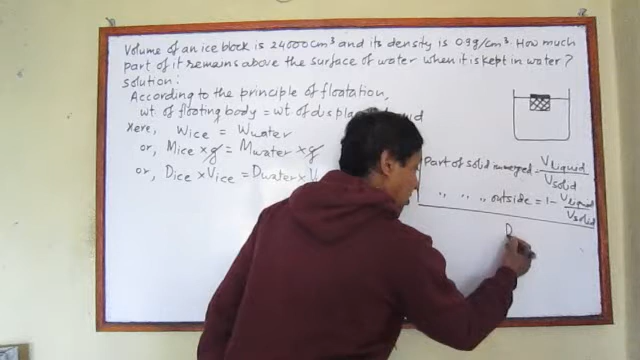 Volume of an ice block is 24000cm³ and its density is 0.9g/cm³. How much
part of it remains above the surface of water when it is kept in water?
solution:
According to the principle of floatation,
wt of floating body = wt of displa
Here, Wice = Wwater
or, Mice × g = Mwater × g
or, Dice × Vice = Dwater × V
Part of solid immerged = Vliquid/Vsolid
" " " outside = 1 - Vliquid/Vsolid
D